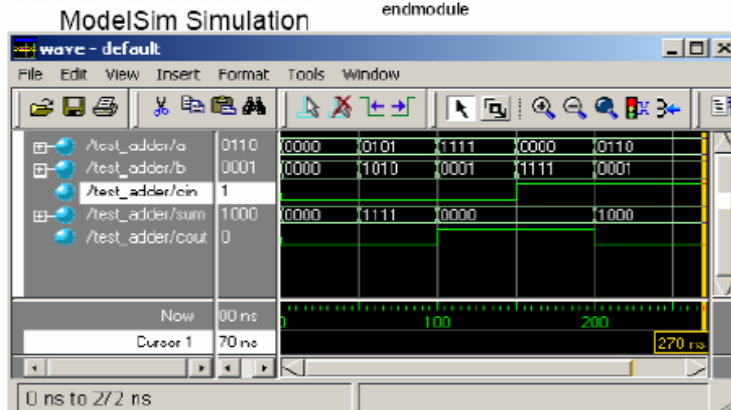 endmodule
ModelSim Simulation
wave - default
File Edit View Insert Format Tools Window
/test_adder/a 0110 0000 0101 1111 0000 0110
/test_adder/b 0001 0000 1010 0001 1111 0001
/test_adder/cin 1
/test_adder/sum 1000 0000 1111 0000 1000
/test_adder/cout 0
Now 00 ns 0 100 200
Cursor 1 70 ns 270 ns
0 ns to 272 ns